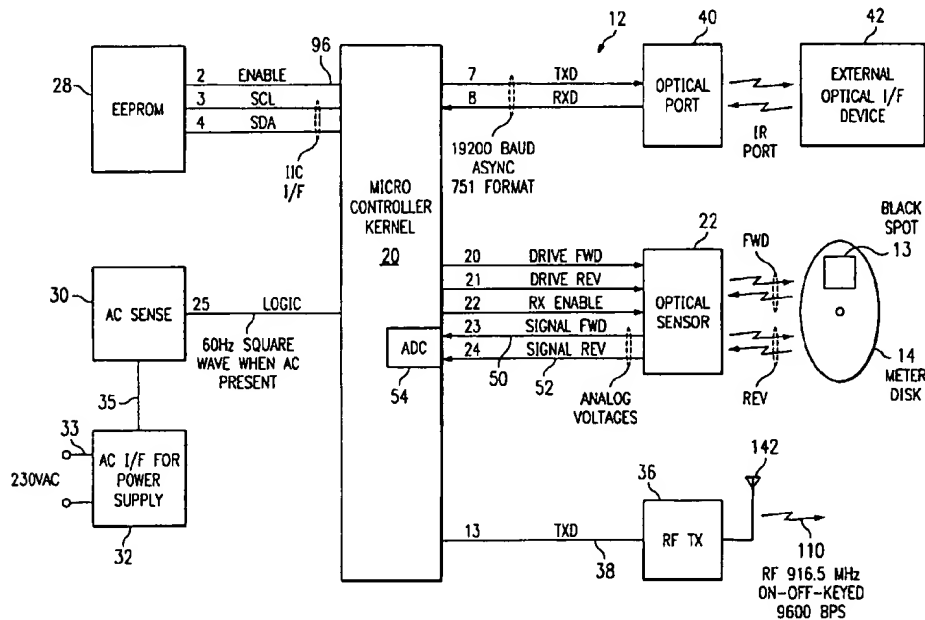 12
40
42
96
28
EEPROM
2 ENABLE
3 SCL
4 SDA
IIC
I/F
MICRO
CONTROLLER
KERNEL
20
7 TXD
8 RXD
19200 BAUD
ASYNC
751 FORMAT
OPTICAL
PORT
IR
PORT
EXTERNAL
OPTICAL I/F
DEVICE
30
AC SENSE
25 LOGIC
60Hz SQUARE
WAVE WHEN AC
PRESENT
35
33
230VAC
AC I/F FOR
POWER
SUPPLY
32
20 DRIVE FWD
21 DRIVE REV
22 RX ENABLE
23 SIGNAL FWD
24 SIGNAL REV
ADC
54
50
52
ANALOG
VOLTAGES
22
OPTICAL
SENSOR
FWD
REV
BLACK
SPOT
13
14 METER
DISK
13 TXD
38
36
RF TX
142
110
RF 916.5 MHz
ON-OFF-KEYED
9600 BPS